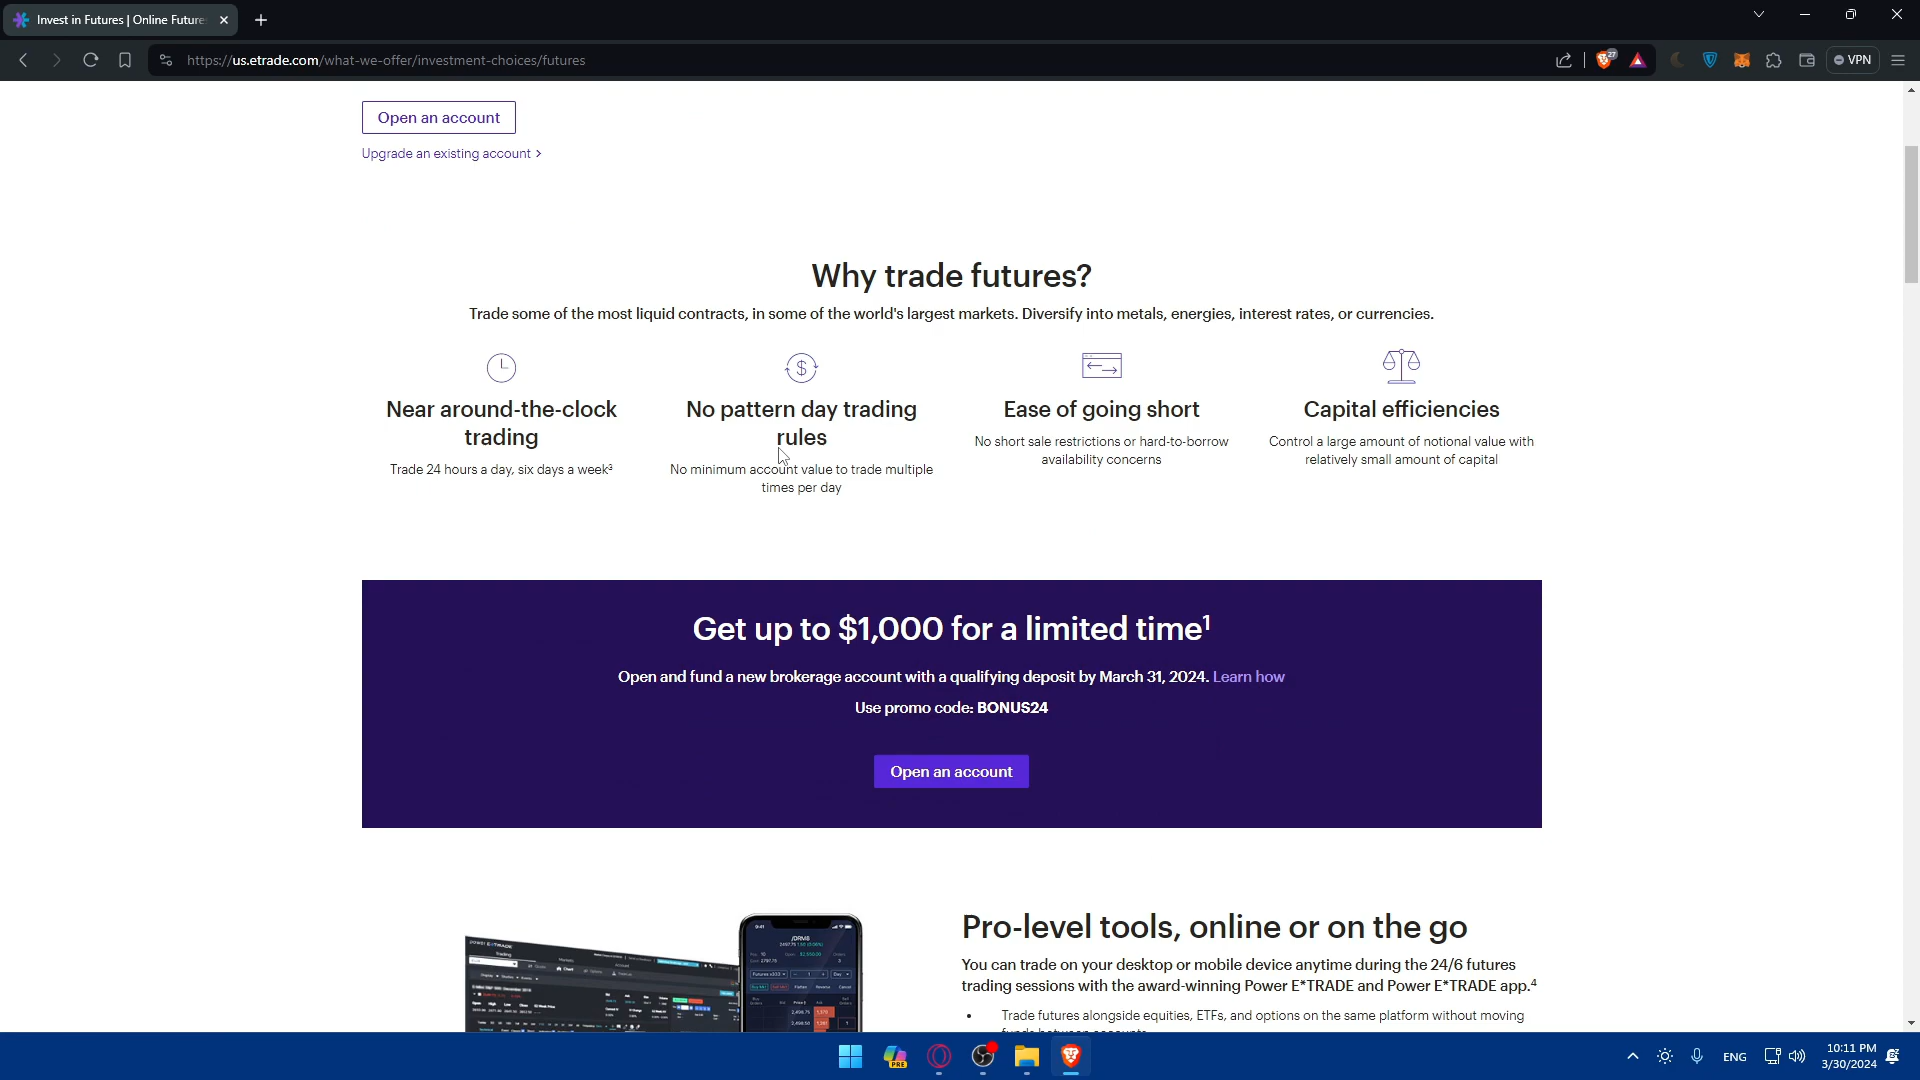 Invest in Futures | Online Future
https://us.etrade.com/what-we-offer/investment-choices/futures
27
VPN
Open an account
Upgrade an existing account >
Why trade futures?
Trade some of the most liquid contracts, in some of the world's largest markets. Diversify into metals, energies, interest rates, or currencies.
Near around-the-clock
trading
Trade 24 hours a day, six days a week³
No pattern day trading
rules
No minimum account value to trade multiple
times per day
Ease of going short
No short sale restrictions or hard-to-borrow
availability concerns
Capital efficiencies
Control a large amount of notional value with
relatively small amount of capital
Get up to $1,000 for a limited time¹
Open and fund a new brokerage account with a qualifying deposit by March 31, 2024. Learn how
Use promo code: BONUS24
Open an account
Pro-level tools, online or on the go
You can trade on your desktop or mobile device anytime during the 24/6 futures
trading sessions with the award-winning Power E*TRADE and Power E*TRADE app.⁴
• Trade futures alongside equities, ETFs, and options on the same platform without moving
funds between accounts
PRE
ENG
10:11 PM
3/30/2024